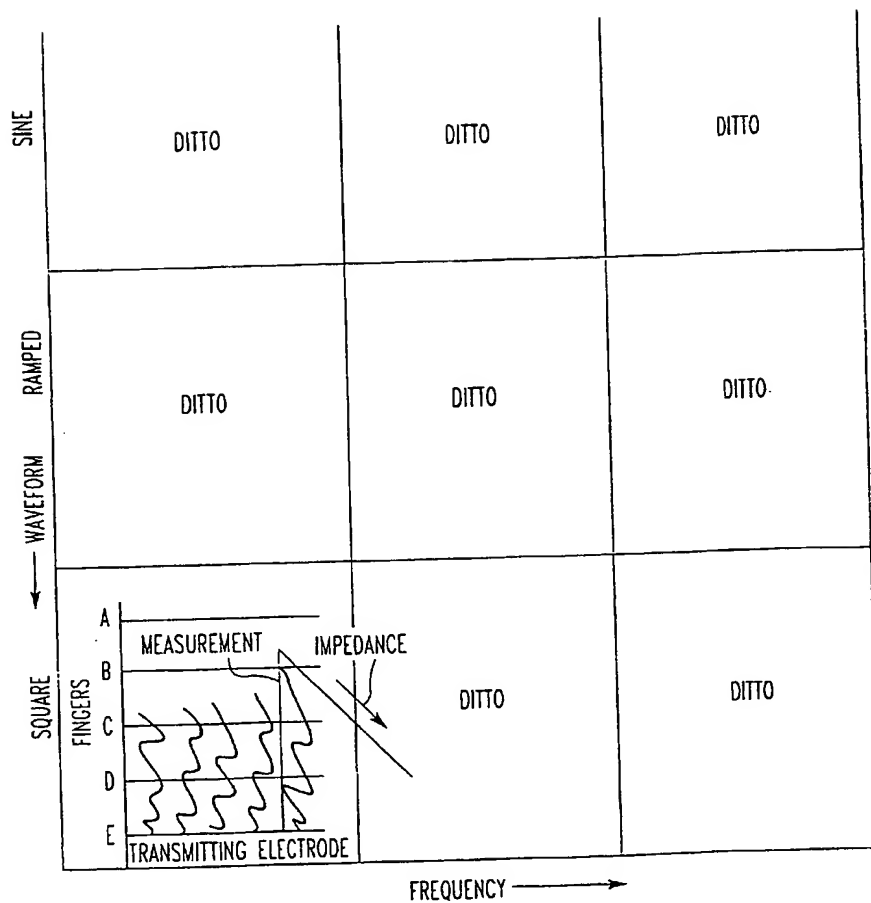 SINE
DITTO DITTO DITTO
RAMPED
DITTO DITTO DITTO
WAVEFORM
SQUARE
FINGERS
A
MEASUREMENT IMPEDANCE
B
C
D
E
TRANSMITTING ELECTRODE
DITTO DITTO
FREQUENCY